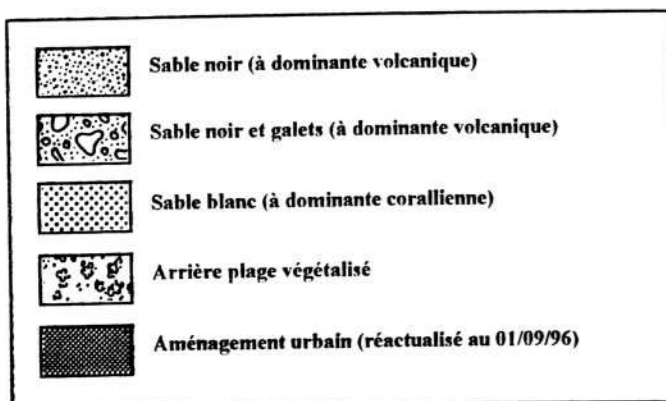 Sable noir (à dominante volcanique)
Sable noir et galets (à dominante volcanique)
Sable blanc (à dominante corallienne)
Arrière plage végétalisé
Aménagement urbain (réactualisé au 01/09/96)